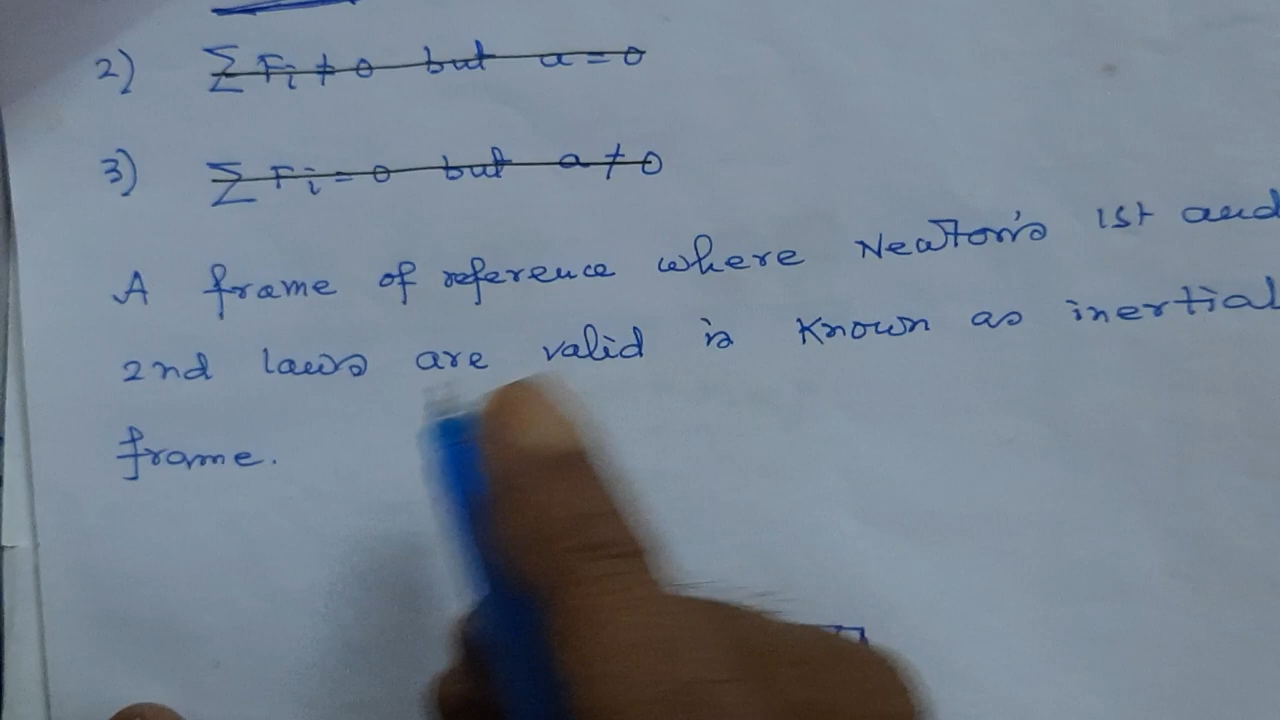 2) ΣFi ≠ 0 but a = 0
3) ΣFi = 0 but a ≠ 0
A frame of reference where Newton's 1st and
2nd laws are valid is known as inertial
frame.